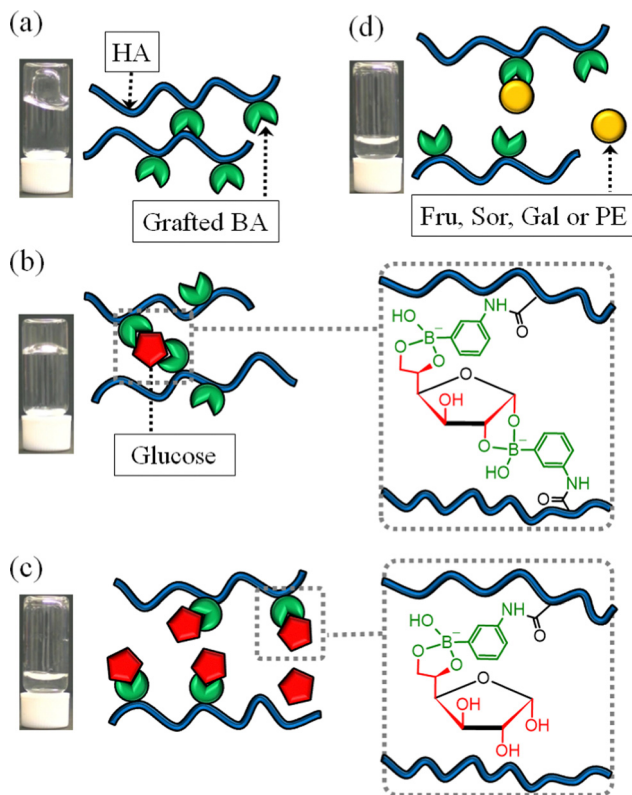 (a)
HA
Grafted BA
(d)
Fru, Sor, Gal or PE
(b)
Glucose
HO
B
−
NH
O
O
O
O
OH
O
O
B
−
HO
NH
O
(c)
HO
B
−
NH
O
O
O
O
OH
OH
OH